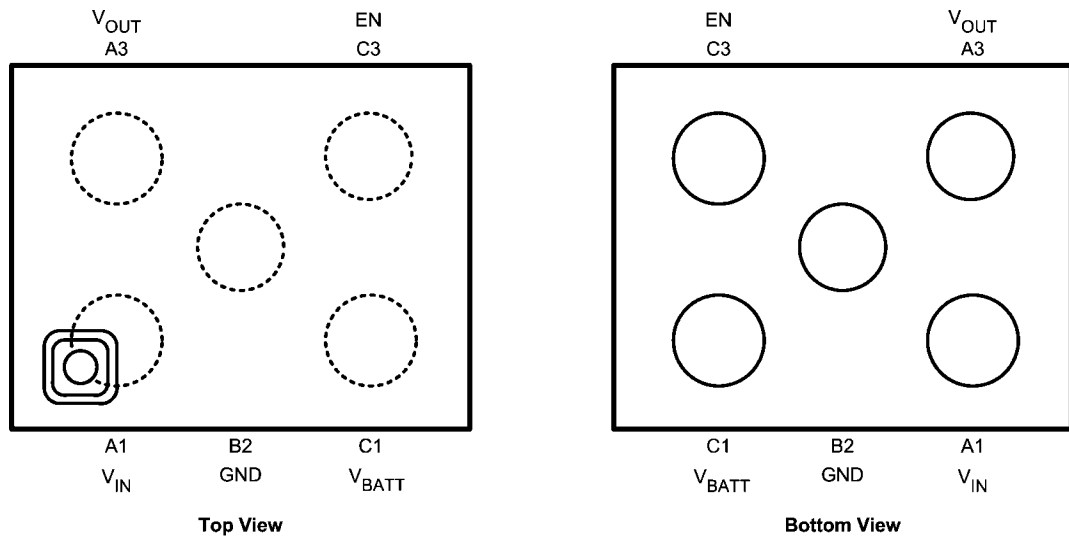 VOUT EN
A3 C3
A1 B2 C1
VIN GND VBATT
Top View
EN VOUT
C3 A3
C1 B2 A1
VBATT GND VIN
Bottom View